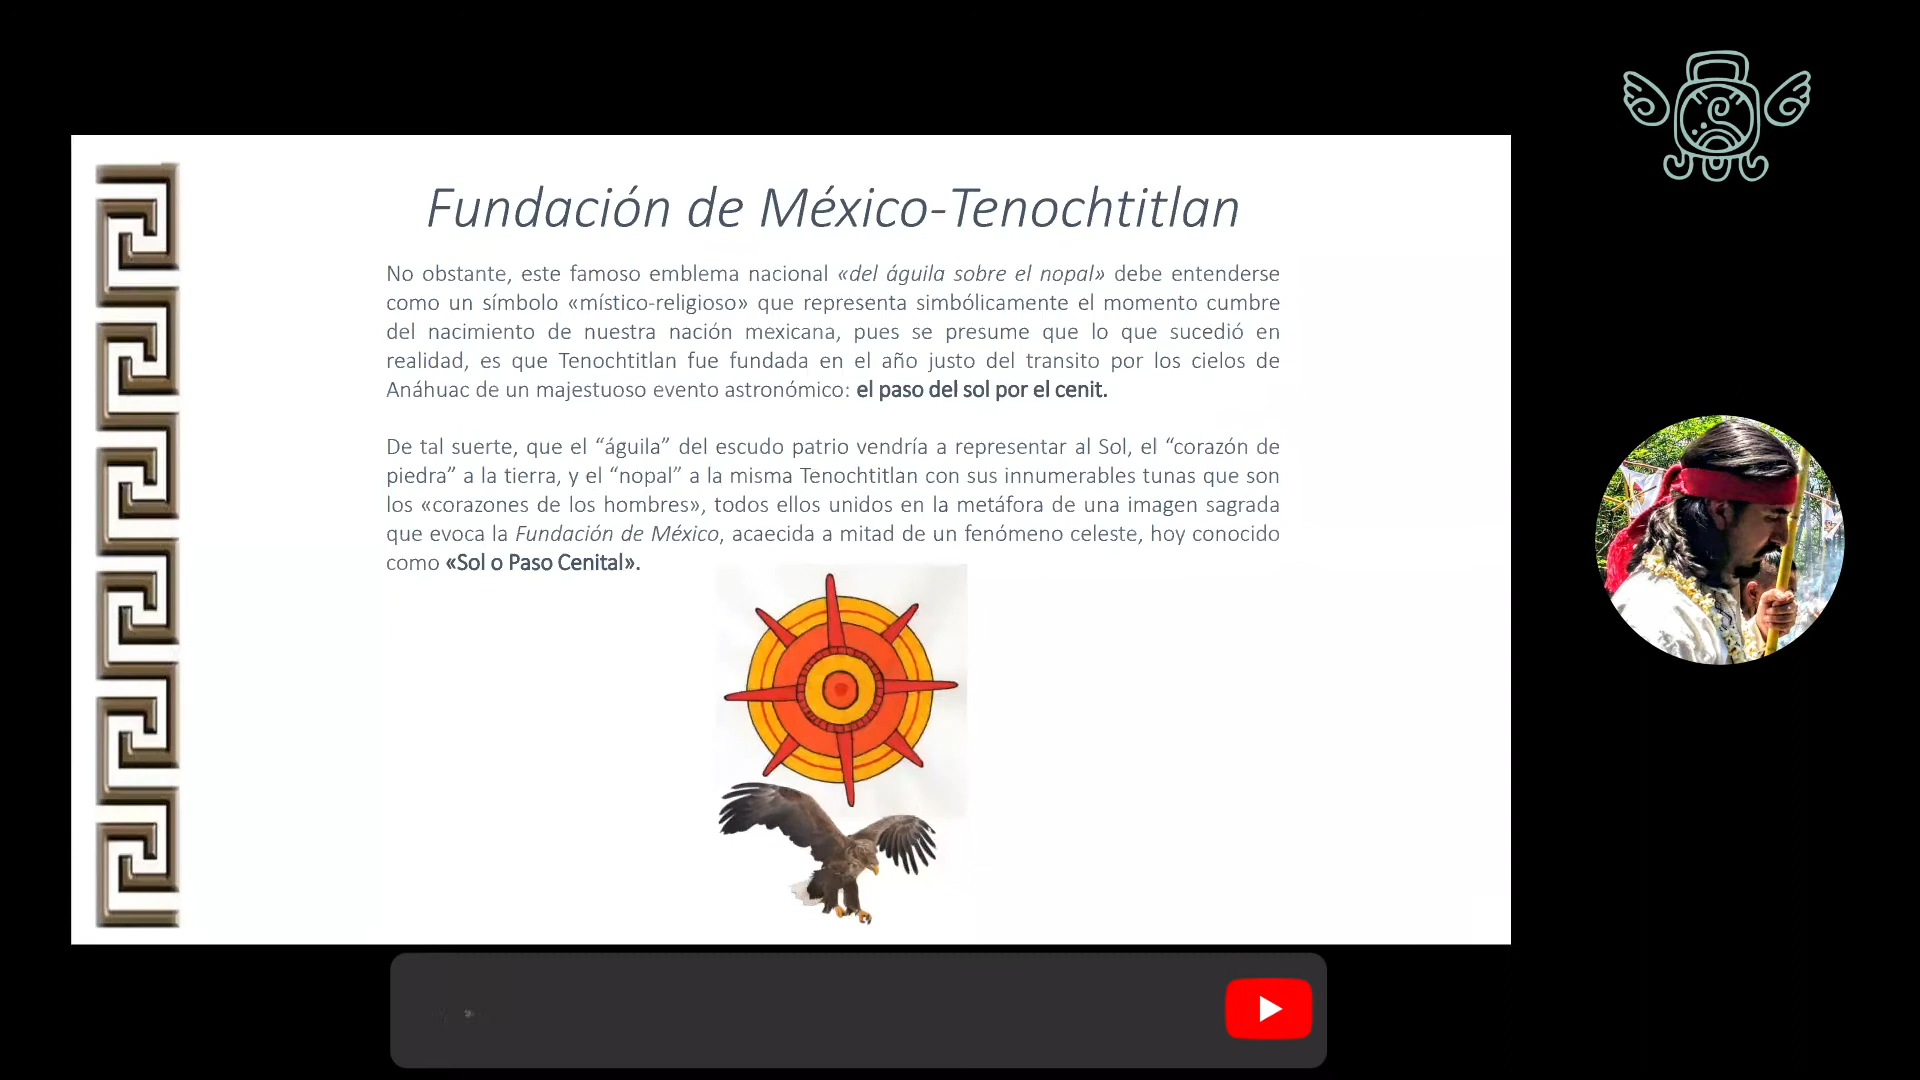 Fundación de México-Tenochtitlan
No obstante, este famoso emblema nacional «del águila sobre el nopal» debe entenderse
como un símbolo «místico-religioso» que representa simbólicamente el momento cumbre
del nacimiento de nuestra nación mexicana, pues se presume que lo que sucedió en
realidad, es que Tenochtitlan fue fundada en el año justo del transito por los cielos de
Anáhuac de un majestuoso evento astronómico: el paso del sol por el cenit.
De tal suerte, que el “águila” del escudo patrio vendría a representar al Sol, el “corazón de
piedra” a la tierra, y el “nopal” a la misma Tenochtitlan con sus innumerables tunas que son
los «corazones de los hombres», todos ellos unidos en la metáfora de una imagen sagrada
que evoca la Fundación de México, acaecida a mitad de un fenómeno celeste, hoy conocido
como «Sol o Paso Cenital».